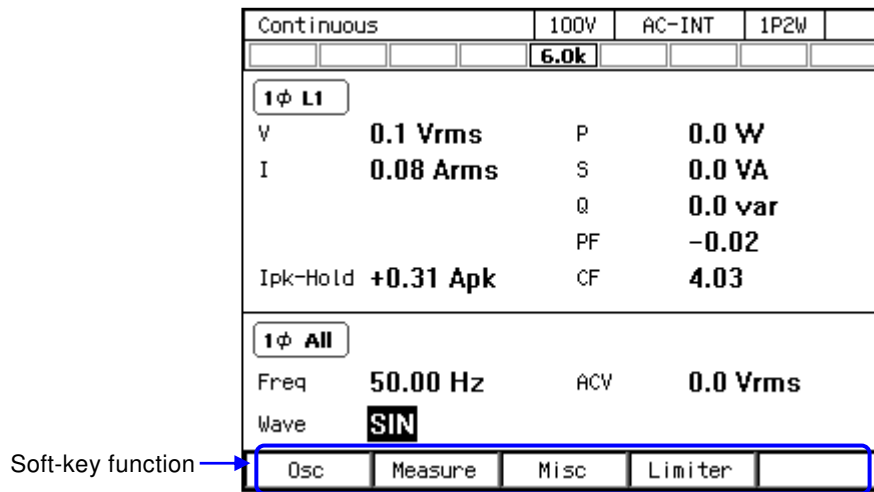 Continuous 100V AC-INT 1P2W
6.0k
1φ L1
V 0.1 Vrms P 0.0 W
I 0.08 Arms S 0.0 VA
Q 0.0 var
PF -0.02
Ipk-Hold +0.31 Apk CF 4.03
1φ All
Freq 50.00 Hz ACV 0.0 Vrms
Wave SIN
Soft-key function Osc Measure Misc Limiter